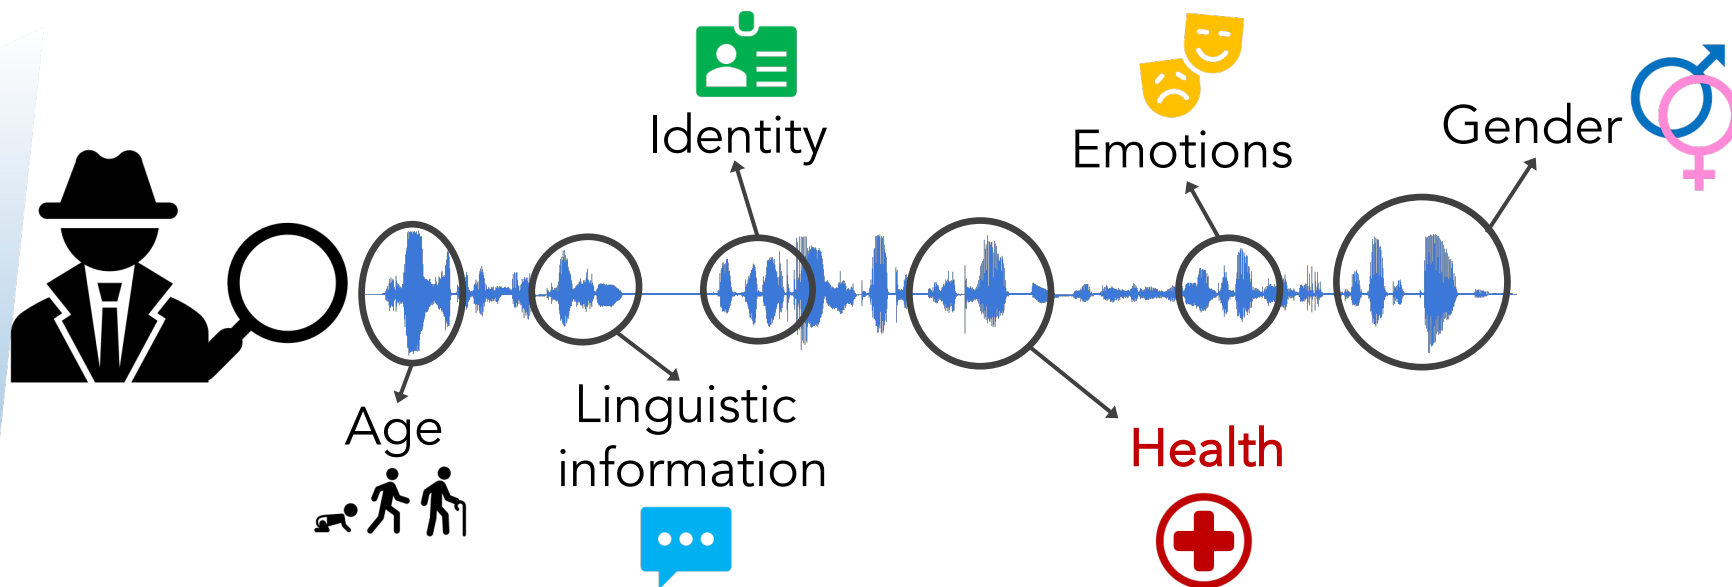 Identity
Emotions
Gender
Age
Linguistic
information
Health